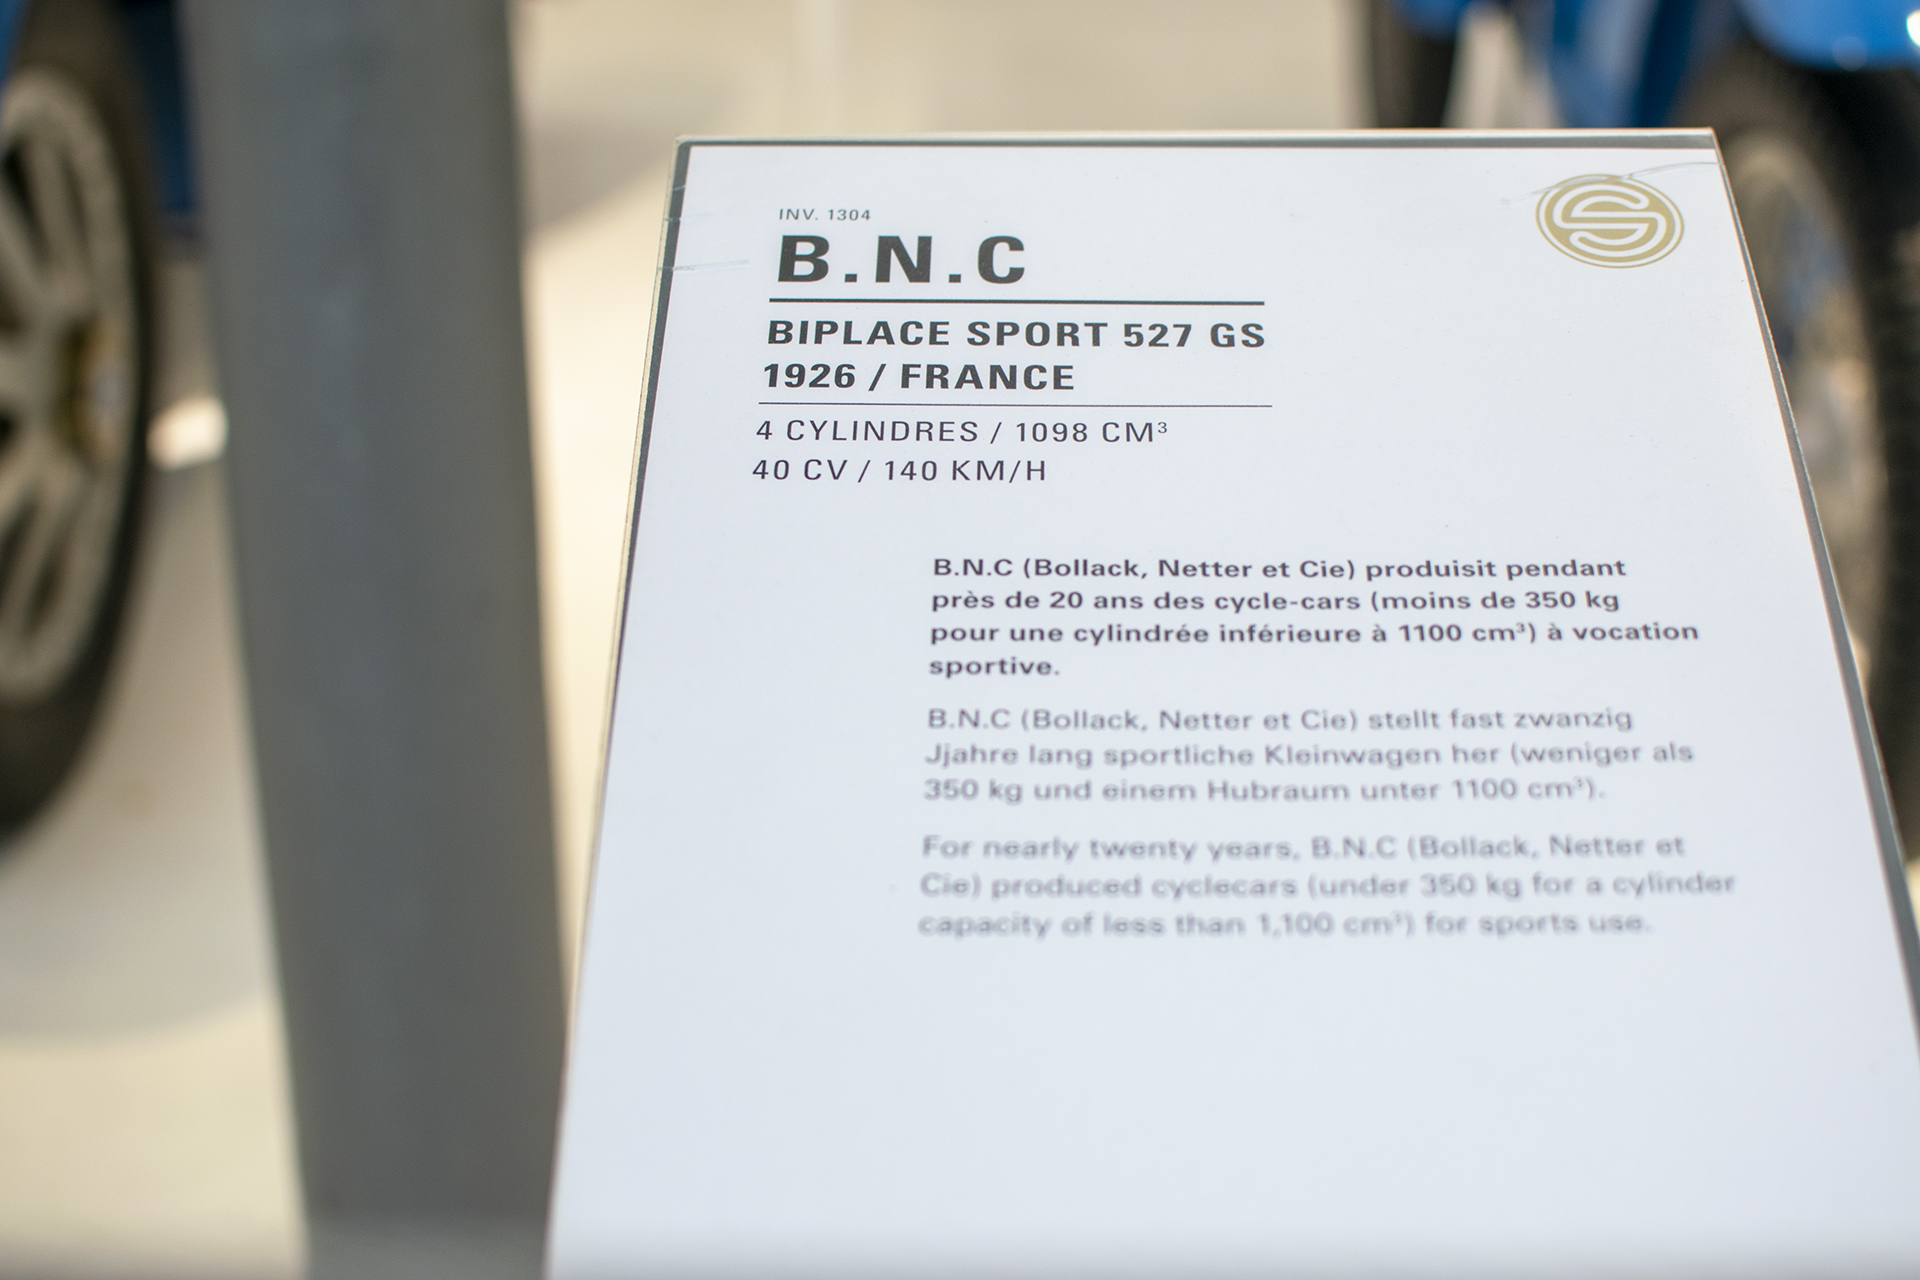 INV. 1304
B.N.C
BIPLACE SPORT 527 GS
1926 / FRANCE
4 CYLINDRES / 1098 CM³
40 CV / 140 KM/H
B.N.C (Bollack, Netter et Cie) produisit pendant
près de 20 ans des cycle-cars (moins de 350 kg
pour une cylindrée inférieure à 1100 cm³) à vocation
sportive.
B.N.C (Bollack, Netter et Cie) stellt fast zwanzig
Jjahre lang sportliche Kleinwagen her (weniger als
350 kg und einem Hubraum unter 1100 cm³).
For nearly twenty years, B.N.C (Bollack, Netter et
Cie) produced cyclecars (under 350 kg for a cylinder
capacity of less than 1,100 cm³) for sports use.